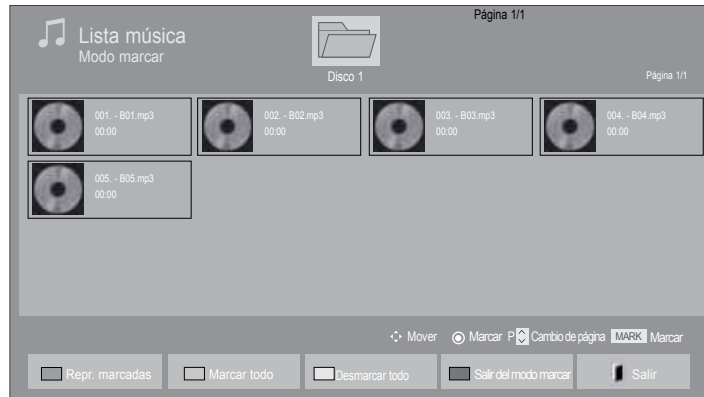 Página 1/1
Lista música
Modo marcar
Disco 1
Página 1/1
001. - B01.mp3
00:00
002. - B02.mp3
00:00
003. - B03.mp3
00:00
004. - B04.mp3
00:00
005. - B05.mp3
00:00
Mover Marcar P Cambio de página MARK Marcar
Repr. marcadas Marcar todo Desmarcar todo Salir del modo marcar Salir